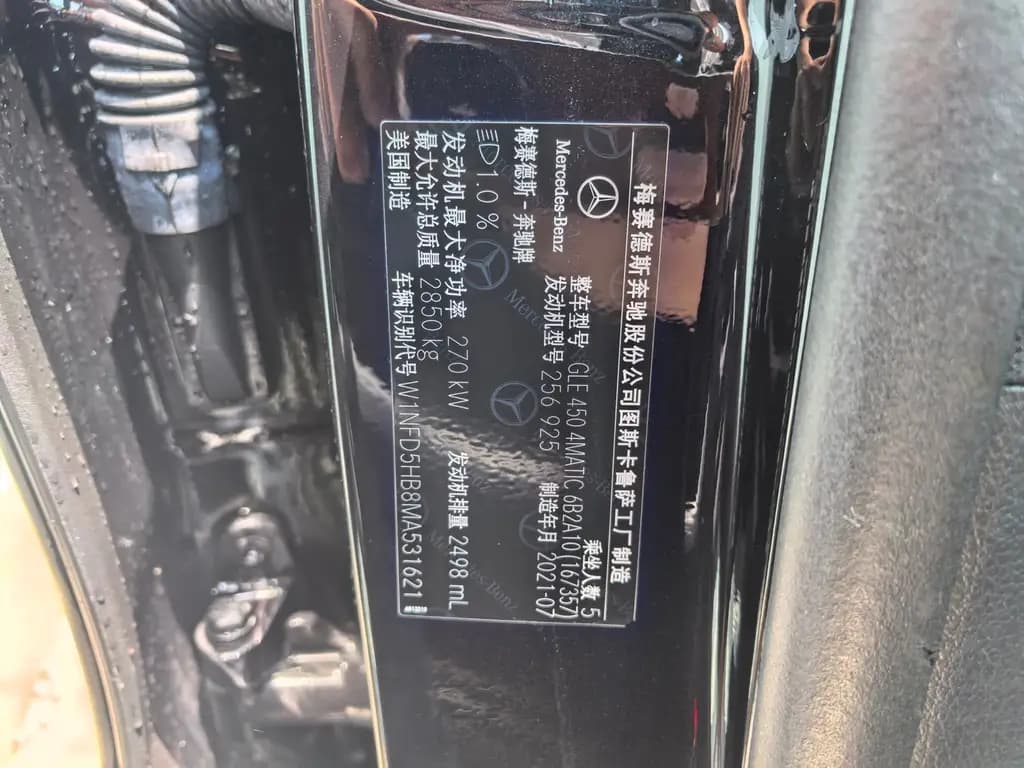 梅赛德斯奔驰股份公司图斯卡鲁萨工厂 制造
Mercedes-Benz
整车型号 GLE 450 4MATIC 6B2A10(167357)
乘坐人数 5
梅赛德斯-奔驰牌
发动机型号 256 925
制造年月 2021-07
1.0 %
发动机最大净功率 270 kW
发动机排量 2498 mL
最大允许总质量 2850 kg
美国制造
车辆识别代号 W1NFD5HB8MA531621